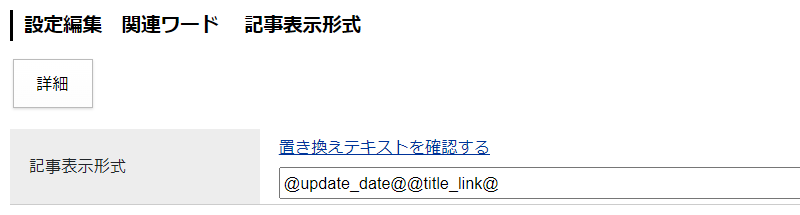 設定編集　関連ワード　記事表示形式
詳細
置き換えテキストを確認する
記事表示形式
@update_date@@title_link@